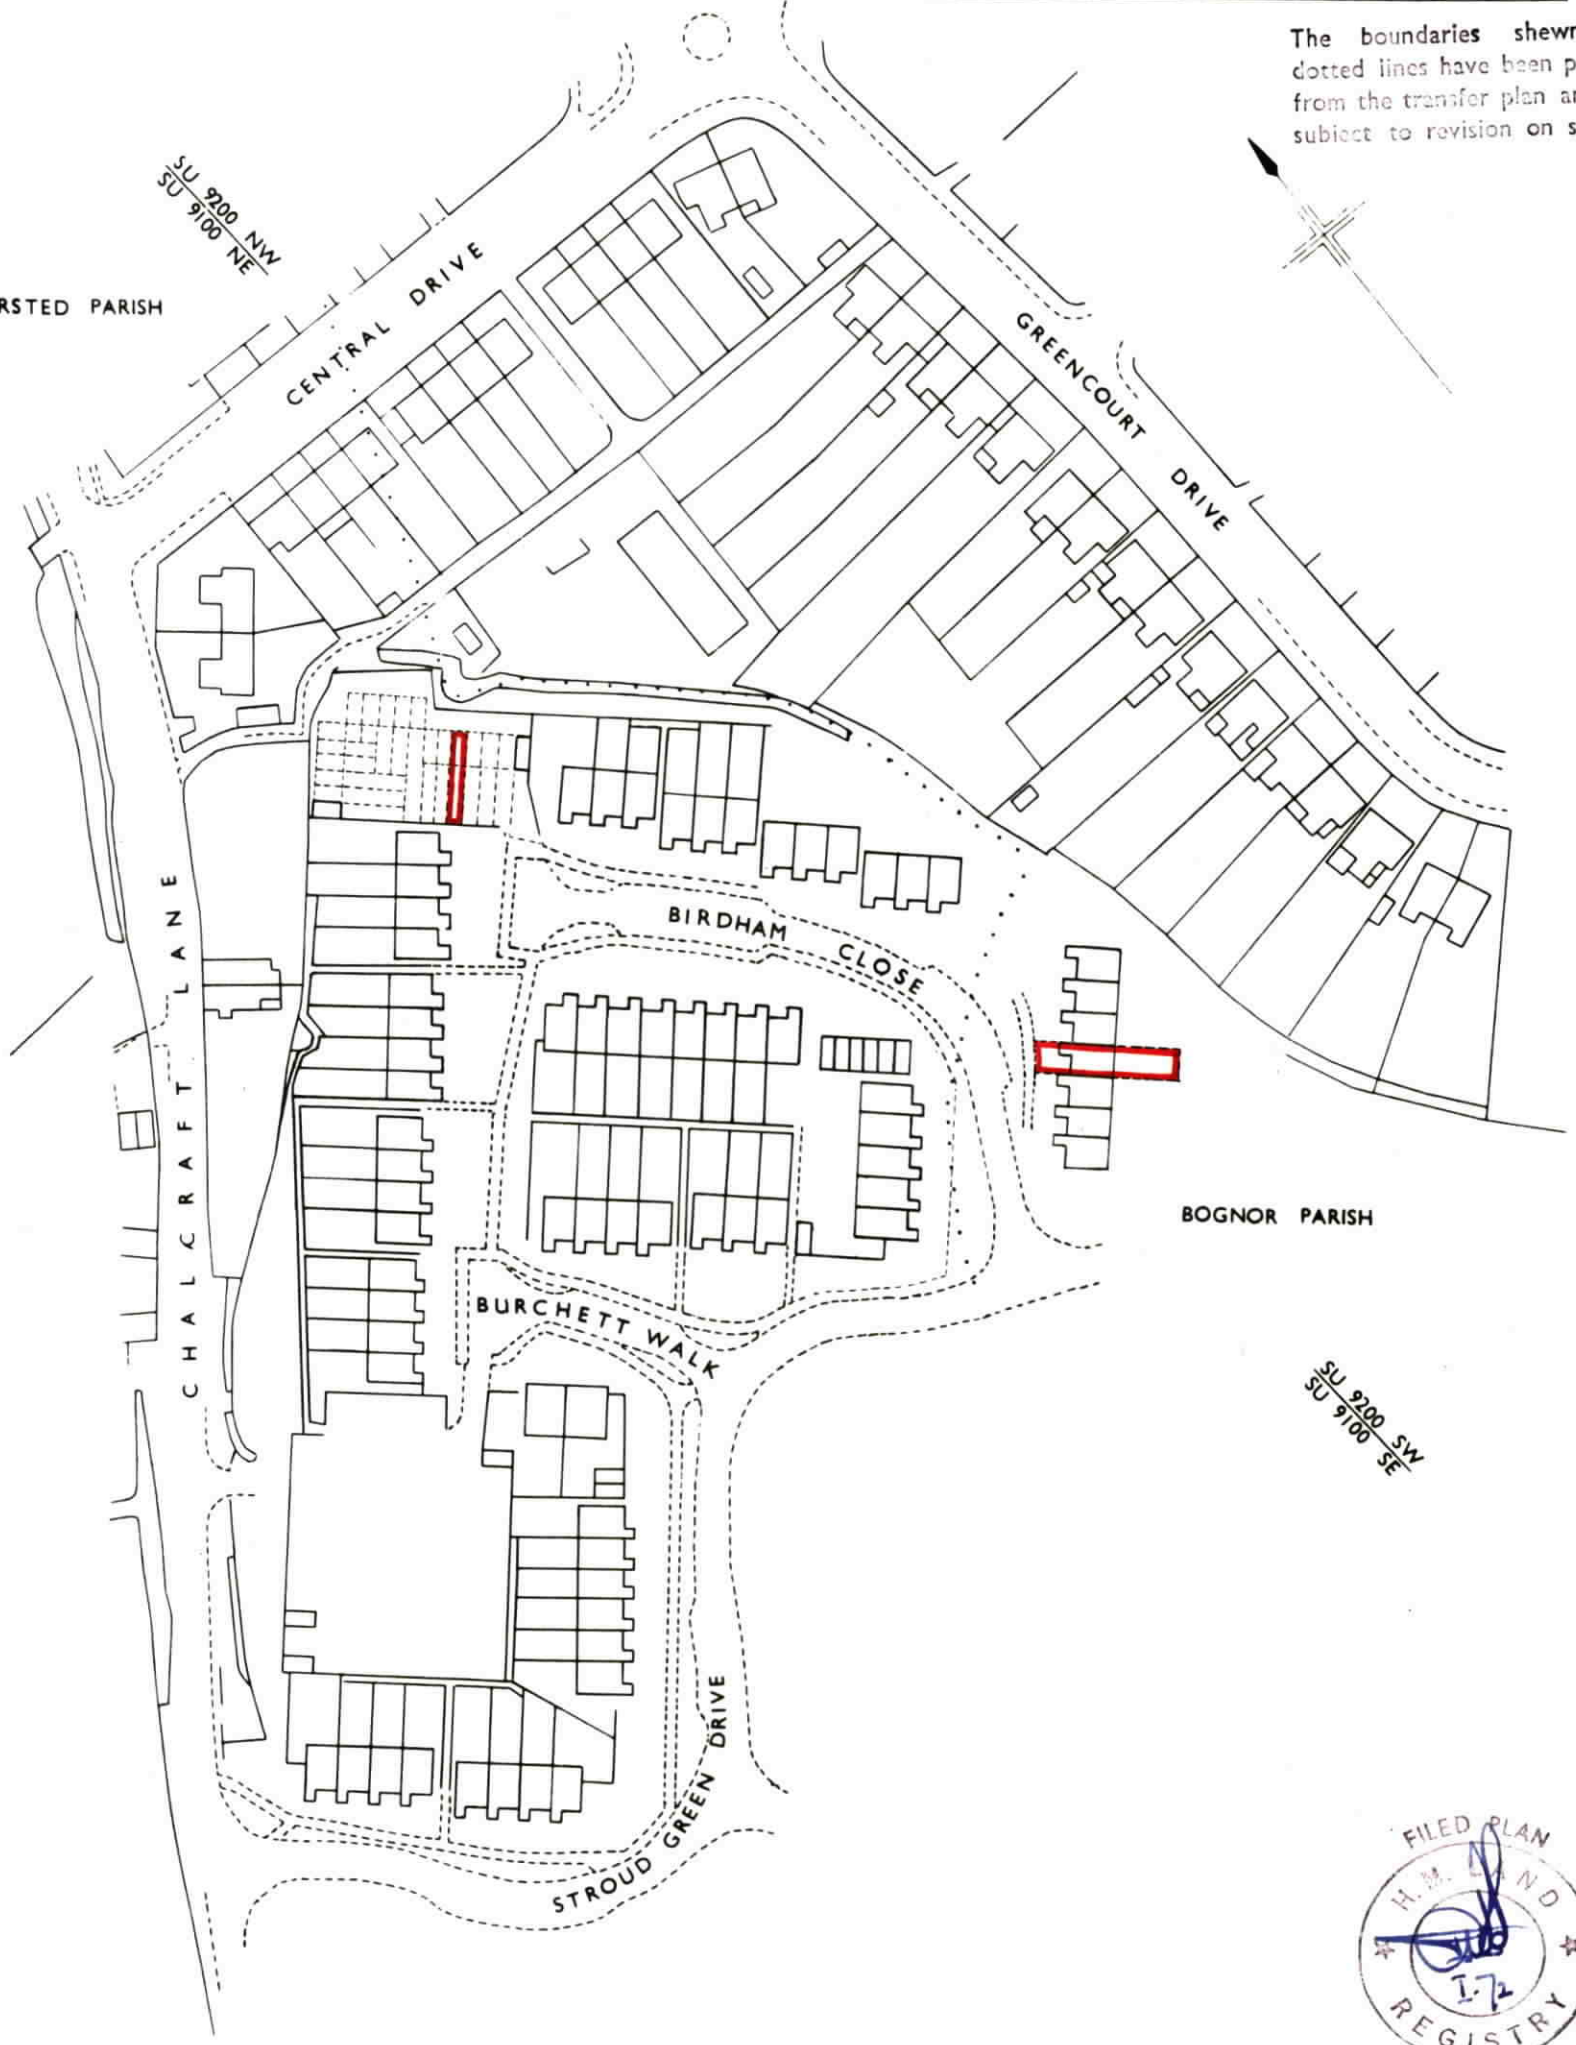 The boundaries shewn
dotted lines have been p
from the transfer plan a
subject to revision on s
SU 9200 NW
SU 9100 NE
RSTED PARISH
CENTRAL DRIVE
GREENCOURT DRIVE
CHALCRAFT LANE
BIRDHAM CLOSE
BOGNOR PARISH
BURCHETT WALK
SU 9200 SW
SU 9100 SE
STROUD GREEN DRIVE
FILED PLAN
H.M. LAND
REGISTRY
I.72